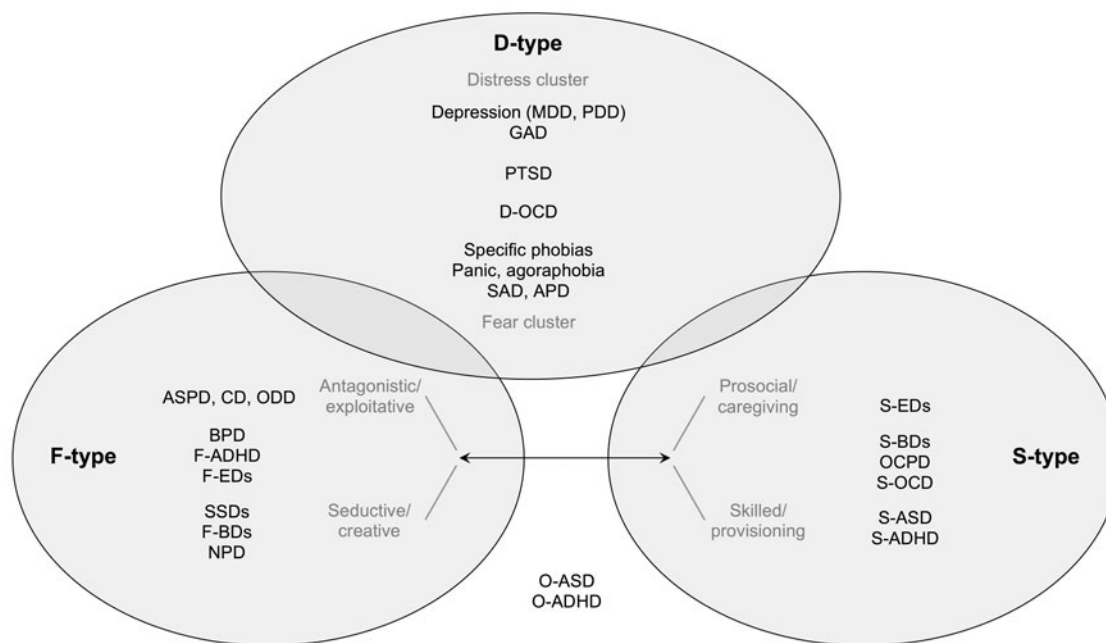 D-type
Distress cluster
Depression (MDD, PDD)
GAD
PTSD
D-OCD
Specific phobias
Panic, agoraphobia
SAD, APD
Fear cluster
F-type
ASPD, CD, ODD
BPD
F-ADHD
F-EDs
SSDs
F-BDs
NPD
Antagonistic/
exploitative
Seductive/
creative
Prosocial/
caregiving
Skilled/
provisioning
S-EDs
S-BDs
OCPD
S-OCD
S-ASD
S-ADHD
S-type
O-ASD
O-ADHD